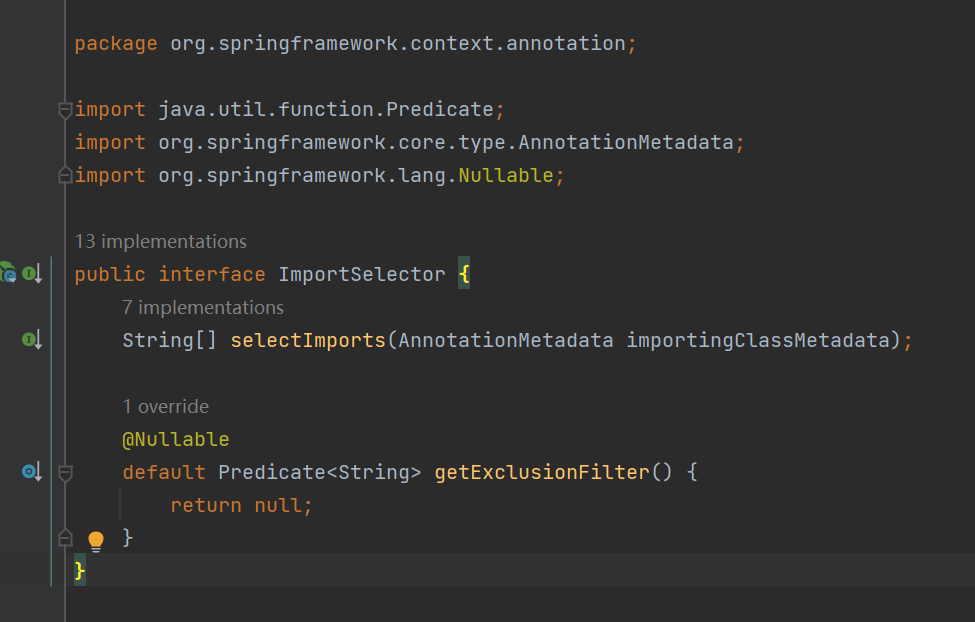 package org.springframework.context.annotation;
import java.util.function.Predicate;
import org.springframework.core.type.AnnotationMetadata;
import org.springframework.lang.Nullable;
13 implementations
public interface ImportSelector {
7 implementations
String[] selectImports(AnnotationMetadata importingClassMetadata);
1 override
@Nullable
default Predicate<String> getExclusionFilter() {
return null;
}
}